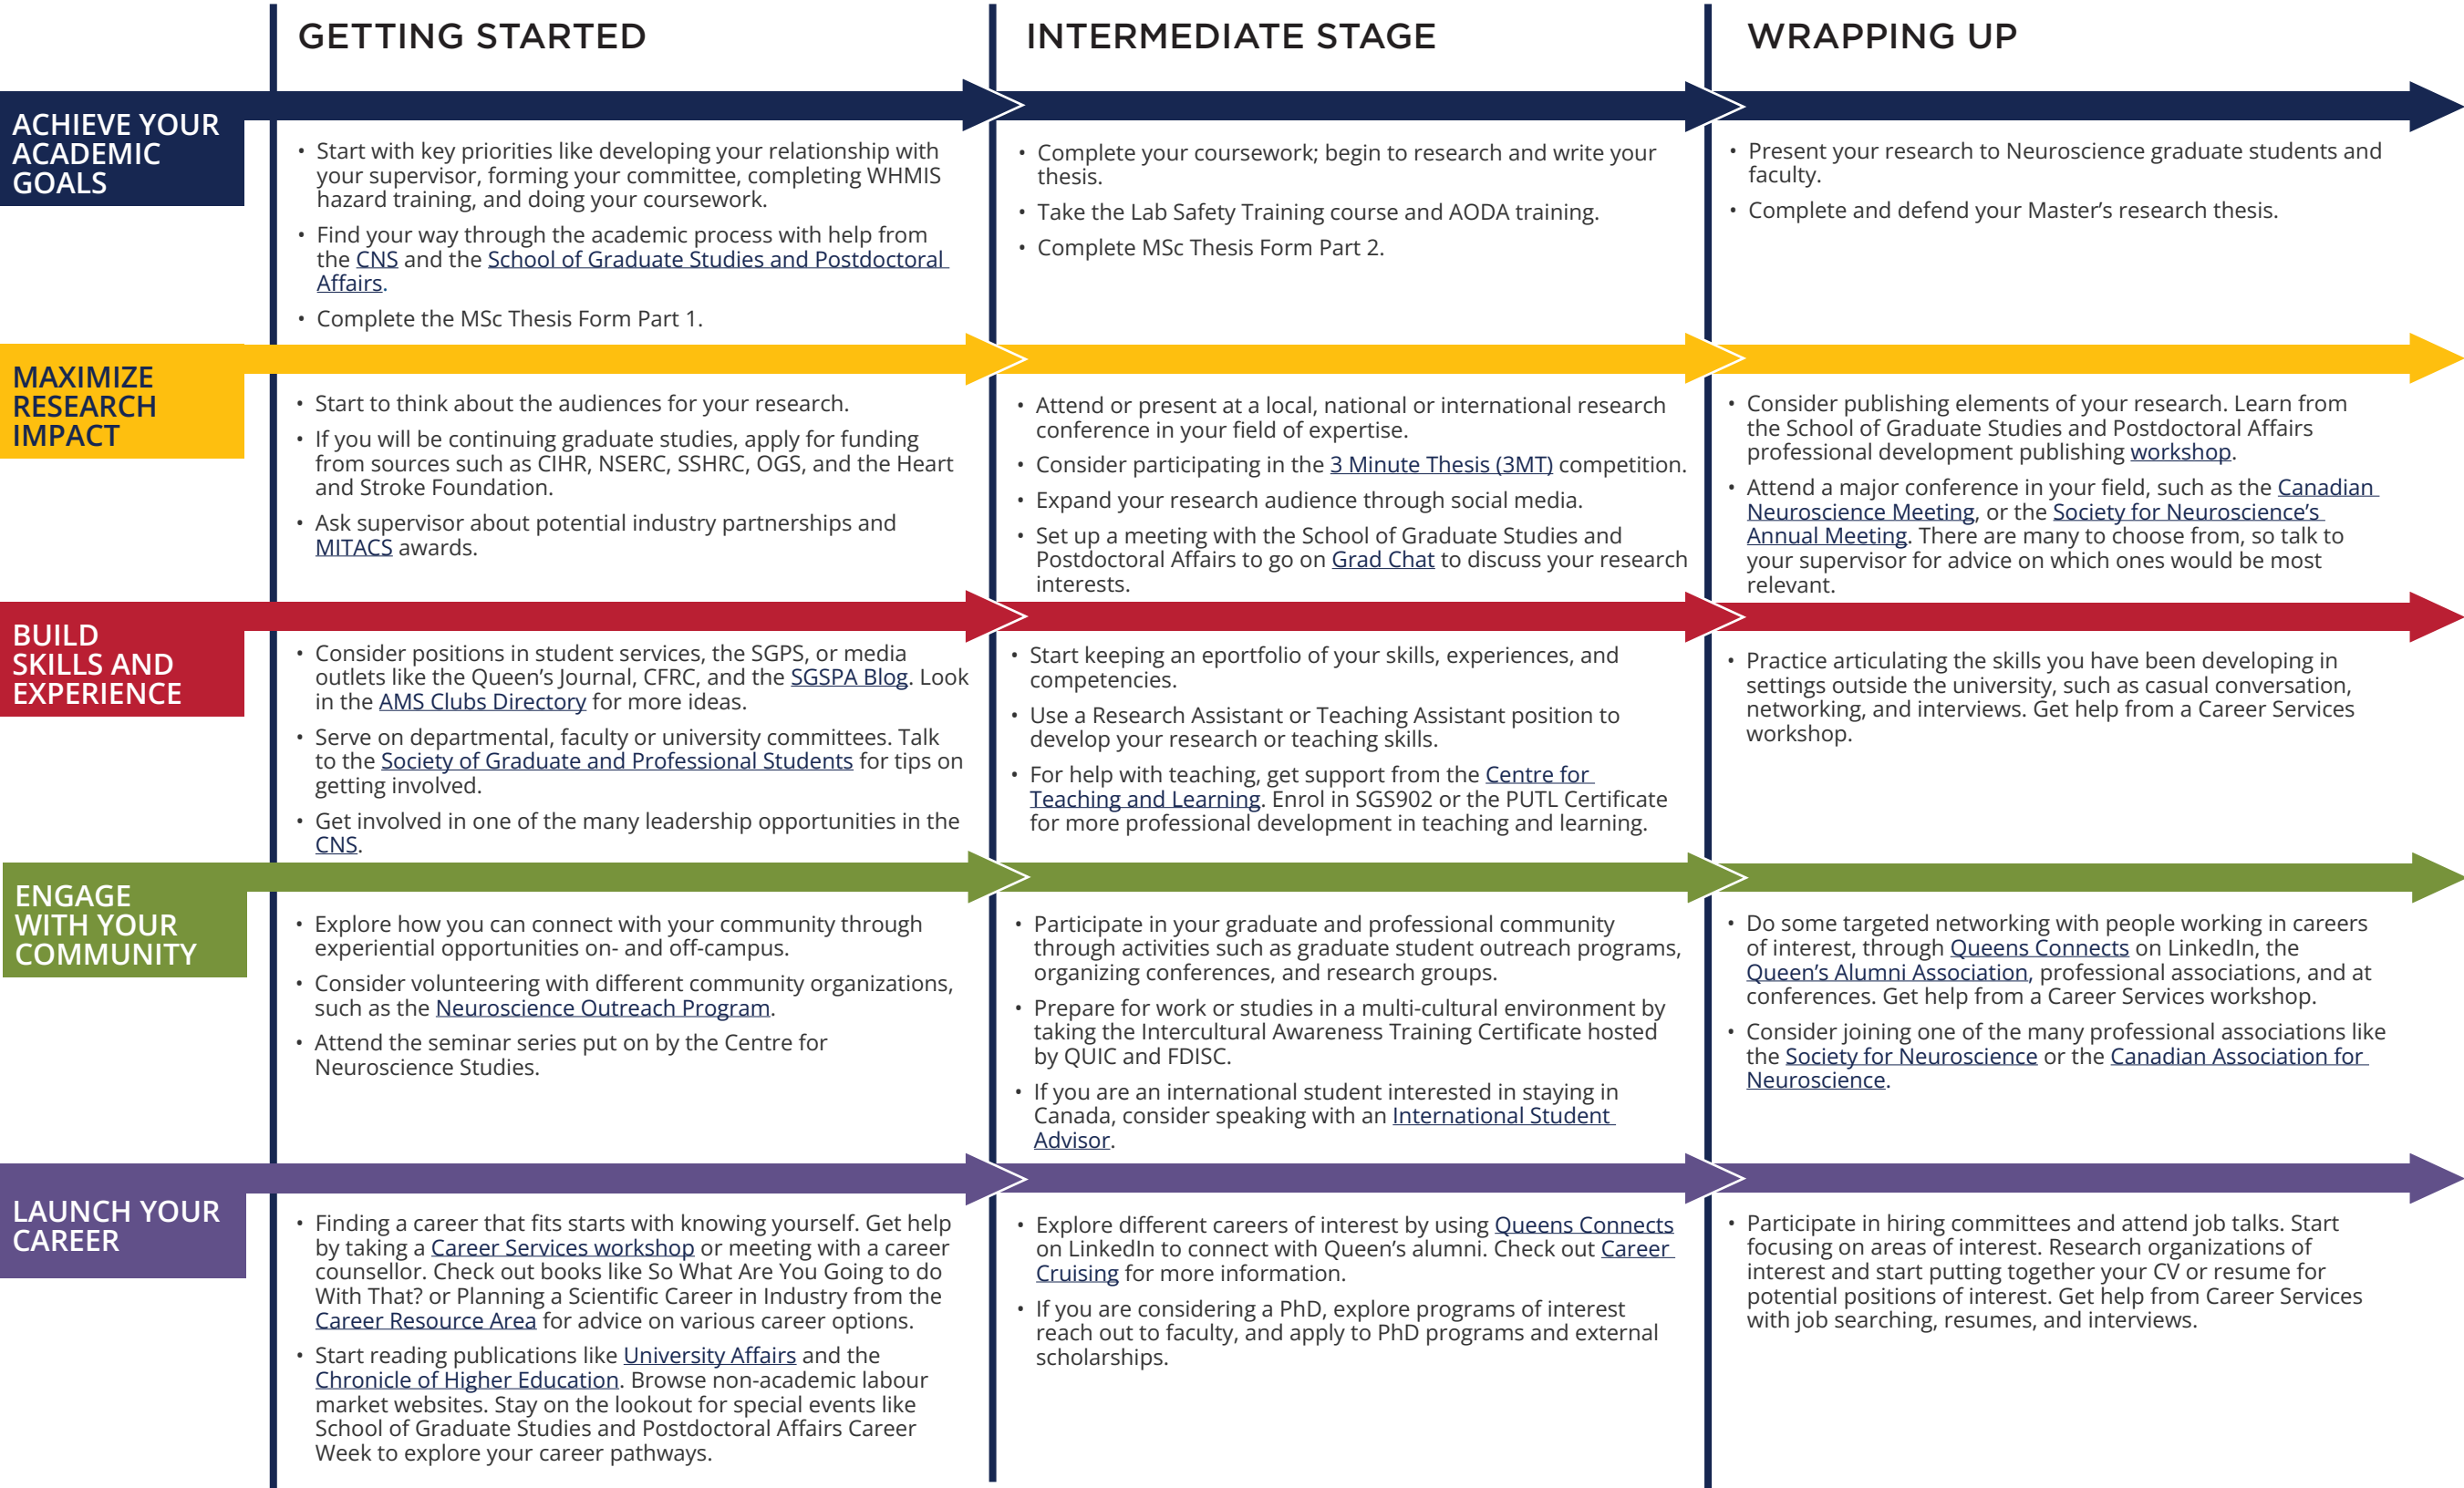 GETTING STARTED
INTERMEDIATE STAGE
WRAPPING UP
ACHIEVE YOUR
ACADEMIC
GOALS
• Start with key priorities like developing your relationship with
your supervisor, forming your committee, completing WHMIS
hazard training, and doing your coursework.
• Find your way through the academic process with help from
the CNS and the School of Graduate Studies and Postdoctoral
Affairs.
• Complete the MSc Thesis Form Part 1.
• Complete your coursework; begin to research and write your
thesis.
• Take the Lab Safety Training course and AODA training.
• Complete MSc Thesis Form Part 2.
• Present your research to Neuroscience graduate students and
faculty.
• Complete and defend your Master's research thesis.
MAXIMIZE
RESEARCH
IMPACT
• Start to think about the audiences for your research.
• If you will be continuing graduate studies, apply for funding
from sources such as CIHR, NSERC, SSHRC, OGS, and the Heart
and Stroke Foundation.
• Ask supervisor about potential industry partnerships and
MITACS awards.
• Attend or present at a local, national or international research
conference in your field of expertise.
• Consider participating in the 3 Minute Thesis (3MT) competition.
• Expand your research audience through social media.
• Set up a meeting with the School of Graduate Studies and
Postdoctoral Affairs to go on Grad Chat to discuss your research
interests.
• Consider publishing elements of your research. Learn from
the School of Graduate Studies and Postdoctoral Affairs
professional development publishing workshop.
• Attend a major conference in your field, such as the Canadian
Neuroscience Meeting, or the Society for Neuroscience's
Annual Meeting. There are many to choose from, so talk to
your supervisor for advice on which ones would be most
relevant.
BUILD
SKILLS AND
EXPERIENCE
• Consider positions in student services, the SGPS, or media
outlets like the Queen's Journal, CFRC, and the SGSPA Blog. Look
in the AMS Clubs Directory for more ideas.
• Serve on departmental, faculty or university committees. Talk
to the Society of Graduate and Professional Students for tips on
getting involved.
• Get involved in one of the many leadership opportunities in the
CNS.
• Start keeping an eportfolio of your skills, experiences, and
competencies.
• Use a Research Assistant or Teaching Assistant position to
develop your research or teaching skills.
• For help with teaching, get support from the Centre for
Teaching and Learning. Enrol in SGS902 or the PUTL Certificate
for more professional development in teaching and learning.
• Practice articulating the skills you have been developing in
settings outside the university, such as casual conversation,
networking, and interviews. Get help from a Career Services
workshop.
ENGAGE
WITH YOUR
COMMUNITY
• Explore how you can connect with your community through
experiential opportunities on- and off-campus.
• Consider volunteering with different community organizations,
such as the Neuroscience Outreach Program.
• Attend the seminar series put on by the Centre for
Neuroscience Studies.
• Participate in your graduate and professional community
through activities such as graduate student outreach programs,
organizing conferences, and research groups.
• Prepare for work or studies in a multi-cultural environment by
taking the Intercultural Awareness Training Certificate hosted
by QUIC and FDISC.
• If you are an international student interested in staying in
Canada, consider speaking with an International Student
Advisor.
• Do some targeted networking with people working in careers
of interest, through Queens Connects on LinkedIn, the
Queen's Alumni Association, professional associations, and at
conferences. Get help from a Career Services workshop.
• Consider joining one of the many professional associations like
the Society for Neuroscience or the Canadian Association for
Neuroscience.
LAUNCH YOUR
CAREER
• Finding a career that fits starts with knowing yourself. Get help
by taking a Career Services workshop or meeting with a career
counsellor. Check out books like So What Are You Going to do
With That? or Planning a Scientific Career in Industry from the
Career Resource Area for advice on various career options.
• Start reading publications like University Affairs and the
Chronicle of Higher Education. Browse non-academic labour
market websites. Stay on the lookout for special events like
School of Graduate Studies and Postdoctoral Affairs Career
Week to explore your career pathways.
• Explore different careers of interest by using Queens Connects
on LinkedIn to connect with Queen's alumni. Check out Career
Cruising for more information.
• If you are considering a PhD, explore programs of interest
reach out to faculty, and apply to PhD programs and external
scholarships.
• Participate in hiring committees and attend job talks. Start
focusing on areas of interest. Research organizations of
interest and start putting together your CV or resume for
potential positions of interest. Get help from Career Services
with job searching, resumes, and interviews.